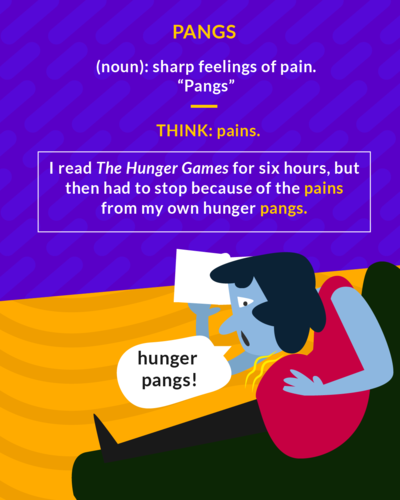 PANGS
(noun): sharp feelings of pain.
“Pangs”
THINK: pains.
I read The Hunger Games for six hours, but
then had to stop because of the pains
from my own hunger pangs.
hunger
pangs!